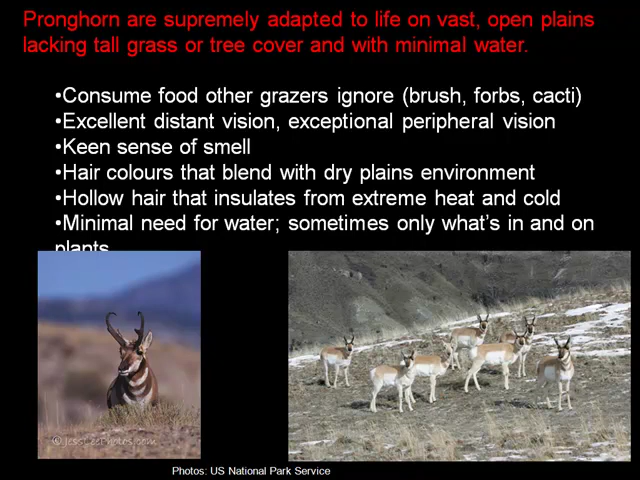 Pronghorn are supremely adapted to life on vast, open plains
lacking tall grass or tree cover and with minimal water.
•Consume food other grazers ignore (brush, forbs, cacti)
•Excellent distant vision, exceptional peripheral vision
•Keen sense of smell
•Hair colours that blend with dry plains environment
•Hollow hair that insulates from extreme heat and cold
•Minimal need for water; sometimes only what's in and on
plants
©JessLeePhotos.com
Photos: US National Park Service